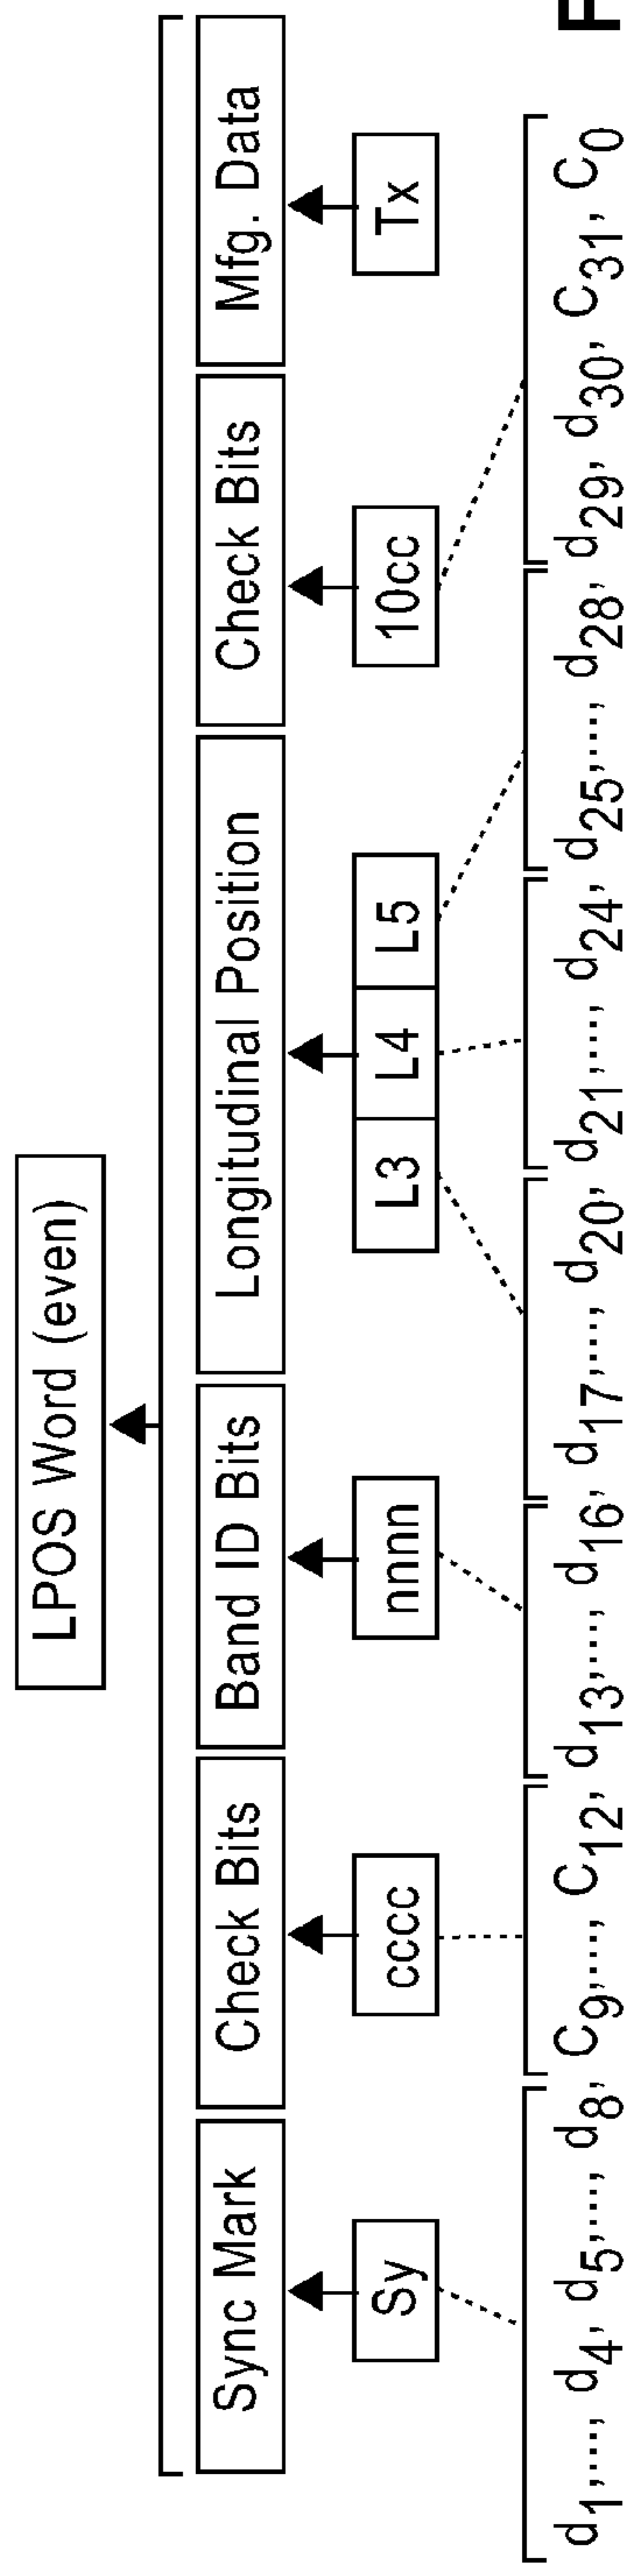 LPOS Word (even)
Sync Mark Check Bits Band ID Bits Longitudinal Position Check Bits Mfg. Data
Sy cccc nnnn L3 L4 L5 10cc Tx
d1,..., d4, d5,..., d8, C9,..., C12, d13,..., d16, d17,..., d20, d21,..., d24, d25,..., d28, d29, d30, C31, C0
F